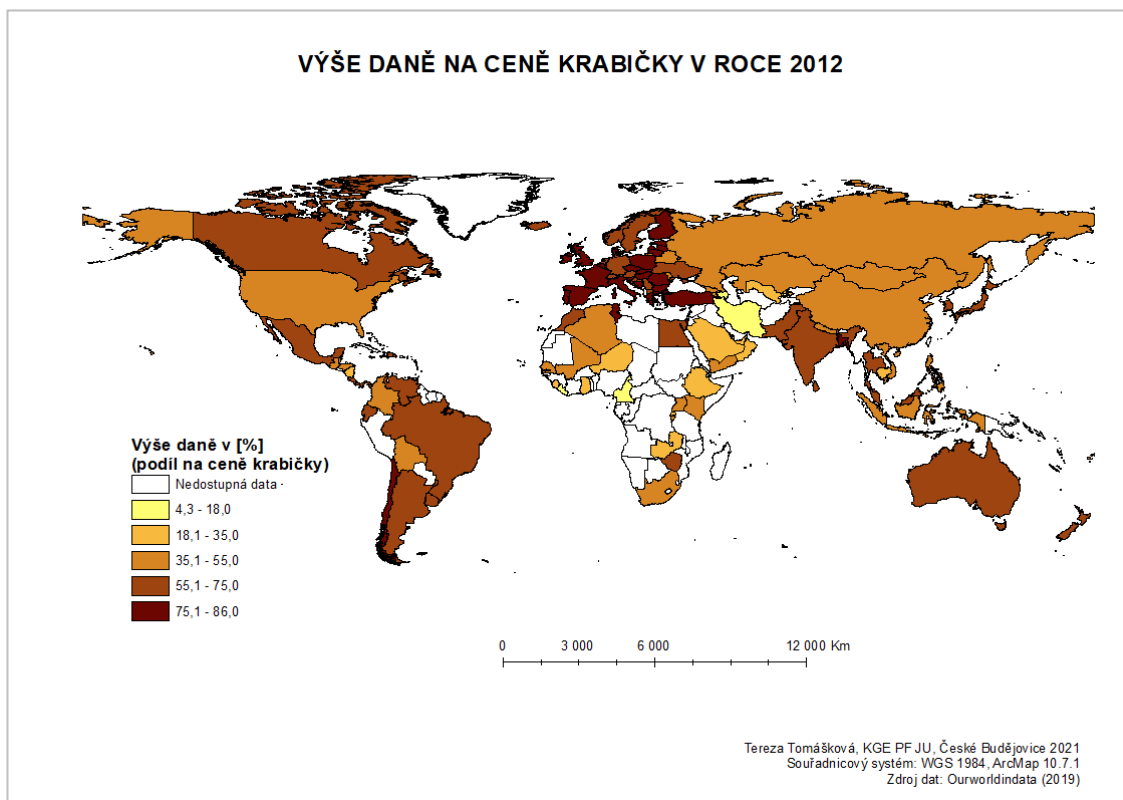 VÝŠE DANĚ NA CENĚ KRABIČKY V ROCE 2012
Výše daně v [%]
(podíl na ceně krabičky)
Nedostupná data
4,3 - 18,0
18,1 - 35,0
35,1 - 55,0
55,1 - 75,0
75,1 - 86,0
0 3 000 6 000 12 000 Km
Tereza Tomášková, KGE PF JU, České Budějovice 2021
Souřadnicový systém: WGS 1984, ArcMap 10.7.1
Zdroj dat: Ourworldindata (2019)